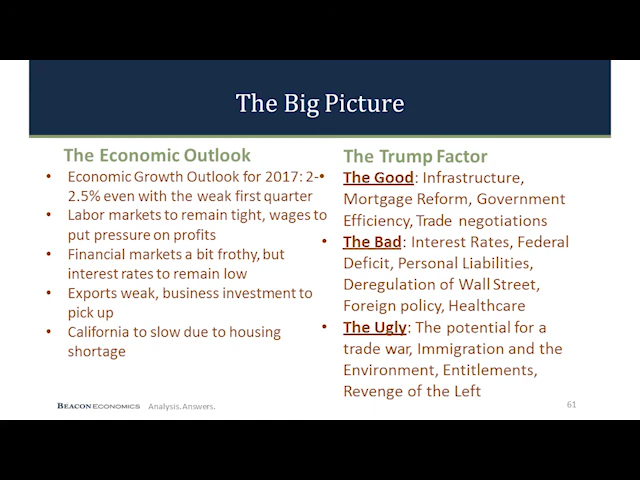 The Big Picture
The Economic Outlook
• Economic Growth Outlook for 2017: 2-
2.5% even with the weak first quarter
• Labor markets to remain tight, wages to
put pressure on profits
• Financial markets a bit frothy, but
interest rates to remain low
• Exports weak, business investment to
pick up
• California to slow due to housing
shortage
The Trump Factor
• The Good: Infrastructure,
Mortgage Reform, Government
Efficiency, Trade negotiations
• The Bad: Interest Rates, Federal
Deficit, Personal Liabilities,
Deregulation of Wall Street,
Foreign policy, Healthcare
• The Ugly: The potential for a
trade war, Immigration and the
Environment, Entitlements,
Revenge of the Left
BEACON ECONOMICS Analysis. Answers.
61